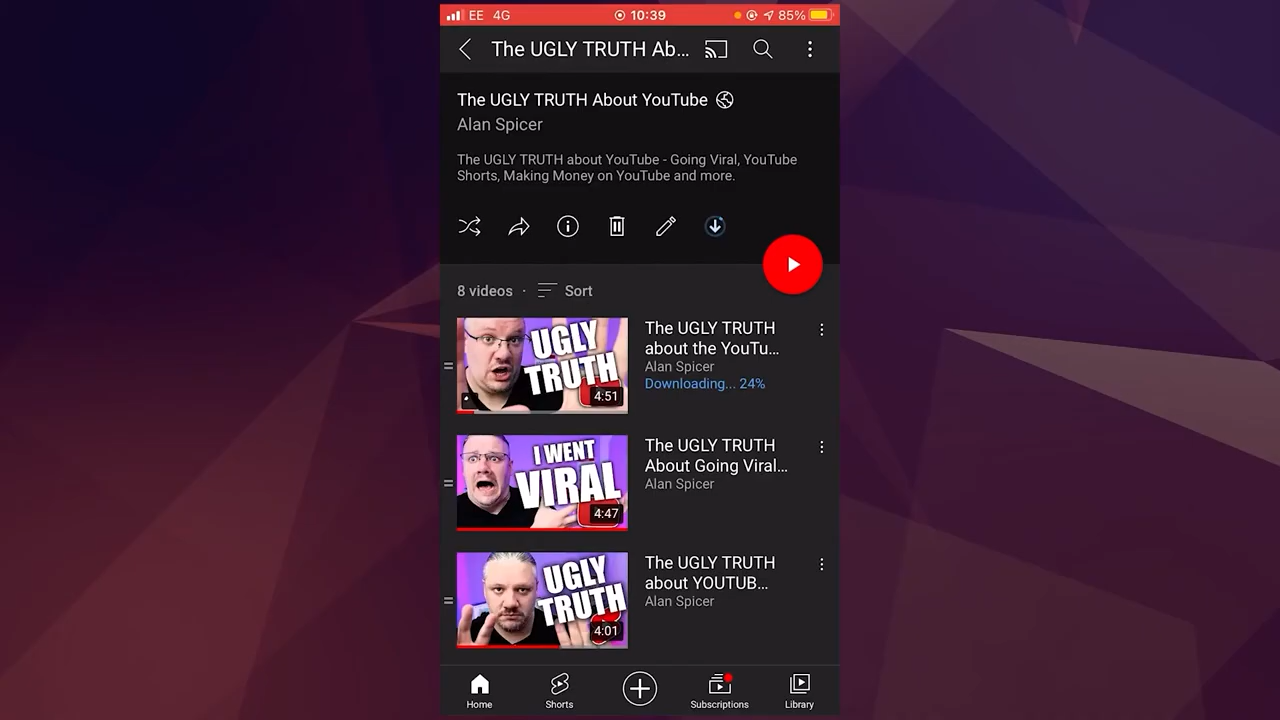 EE 4G 10:39 85%
The UGLY TRUTH Ab...
The UGLY TRUTH About YouTube
Alan Spicer
The UGLY TRUTH about YouTube - Going Viral, YouTube
Shorts, Making Money on YouTube and more.
8 videos · Sort
UGLY
TRUTH
4:51
The UGLY TRUTH
about the YouTu...
Alan Spicer
Downloading... 24%
I WENT
VIRAL
4:47
The UGLY TRUTH
About Going Viral...
Alan Spicer
UGLY
TRUTH
4:01
The UGLY TRUTH
about YOUTUB...
Alan Spicer
Home Shorts Subscriptions Library